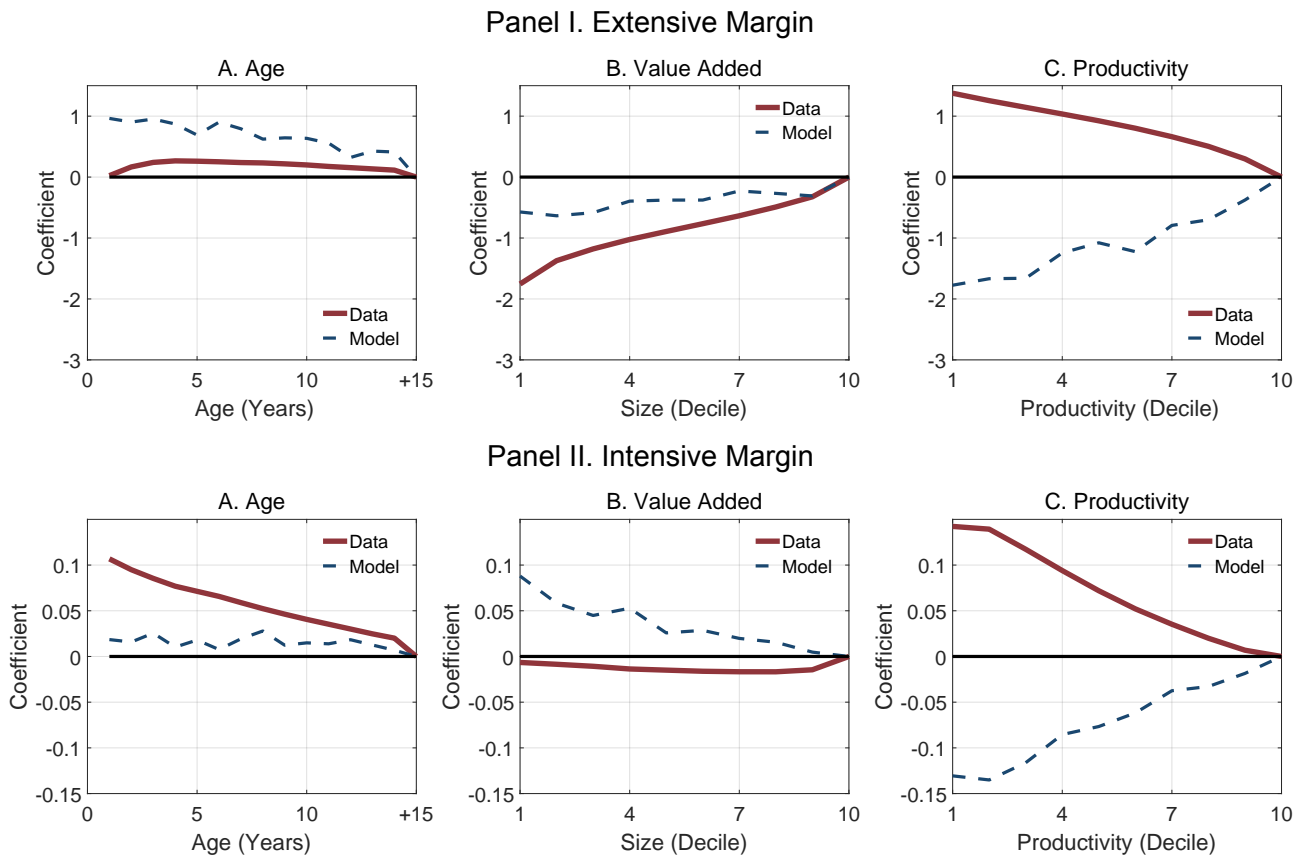 Panel I. Extensive Margin
A. Age
B. Value Added
C. Productivity
Coefficient
1
0
-1
-2
-3
Data
Model
0
5
10
+15
Age (Years)
Coefficient
1
0
-1
-2
-3
Data
Model
1
4
7
10
Size (Decile)
Coefficient
1
0
-1
-2
-3
Data
Model
1
4
7
10
Productivity (Decile)
Panel II. Intensive Margin
A. Age
B. Value Added
C. Productivity
Coefficient
0.1
0.05
0
-0.05
-0.1
-0.15
Data
Model
0
5
10
+15
Age (Years)
Coefficient
0.1
0.05
0
-0.05
-0.1
-0.15
Data
Model
1
4
7
10
Size (Decile)
Coefficient
0.1
0.05
0
-0.05
-0.1
-0.15
Data
Model
1
4
7
10
Productivity (Decile)